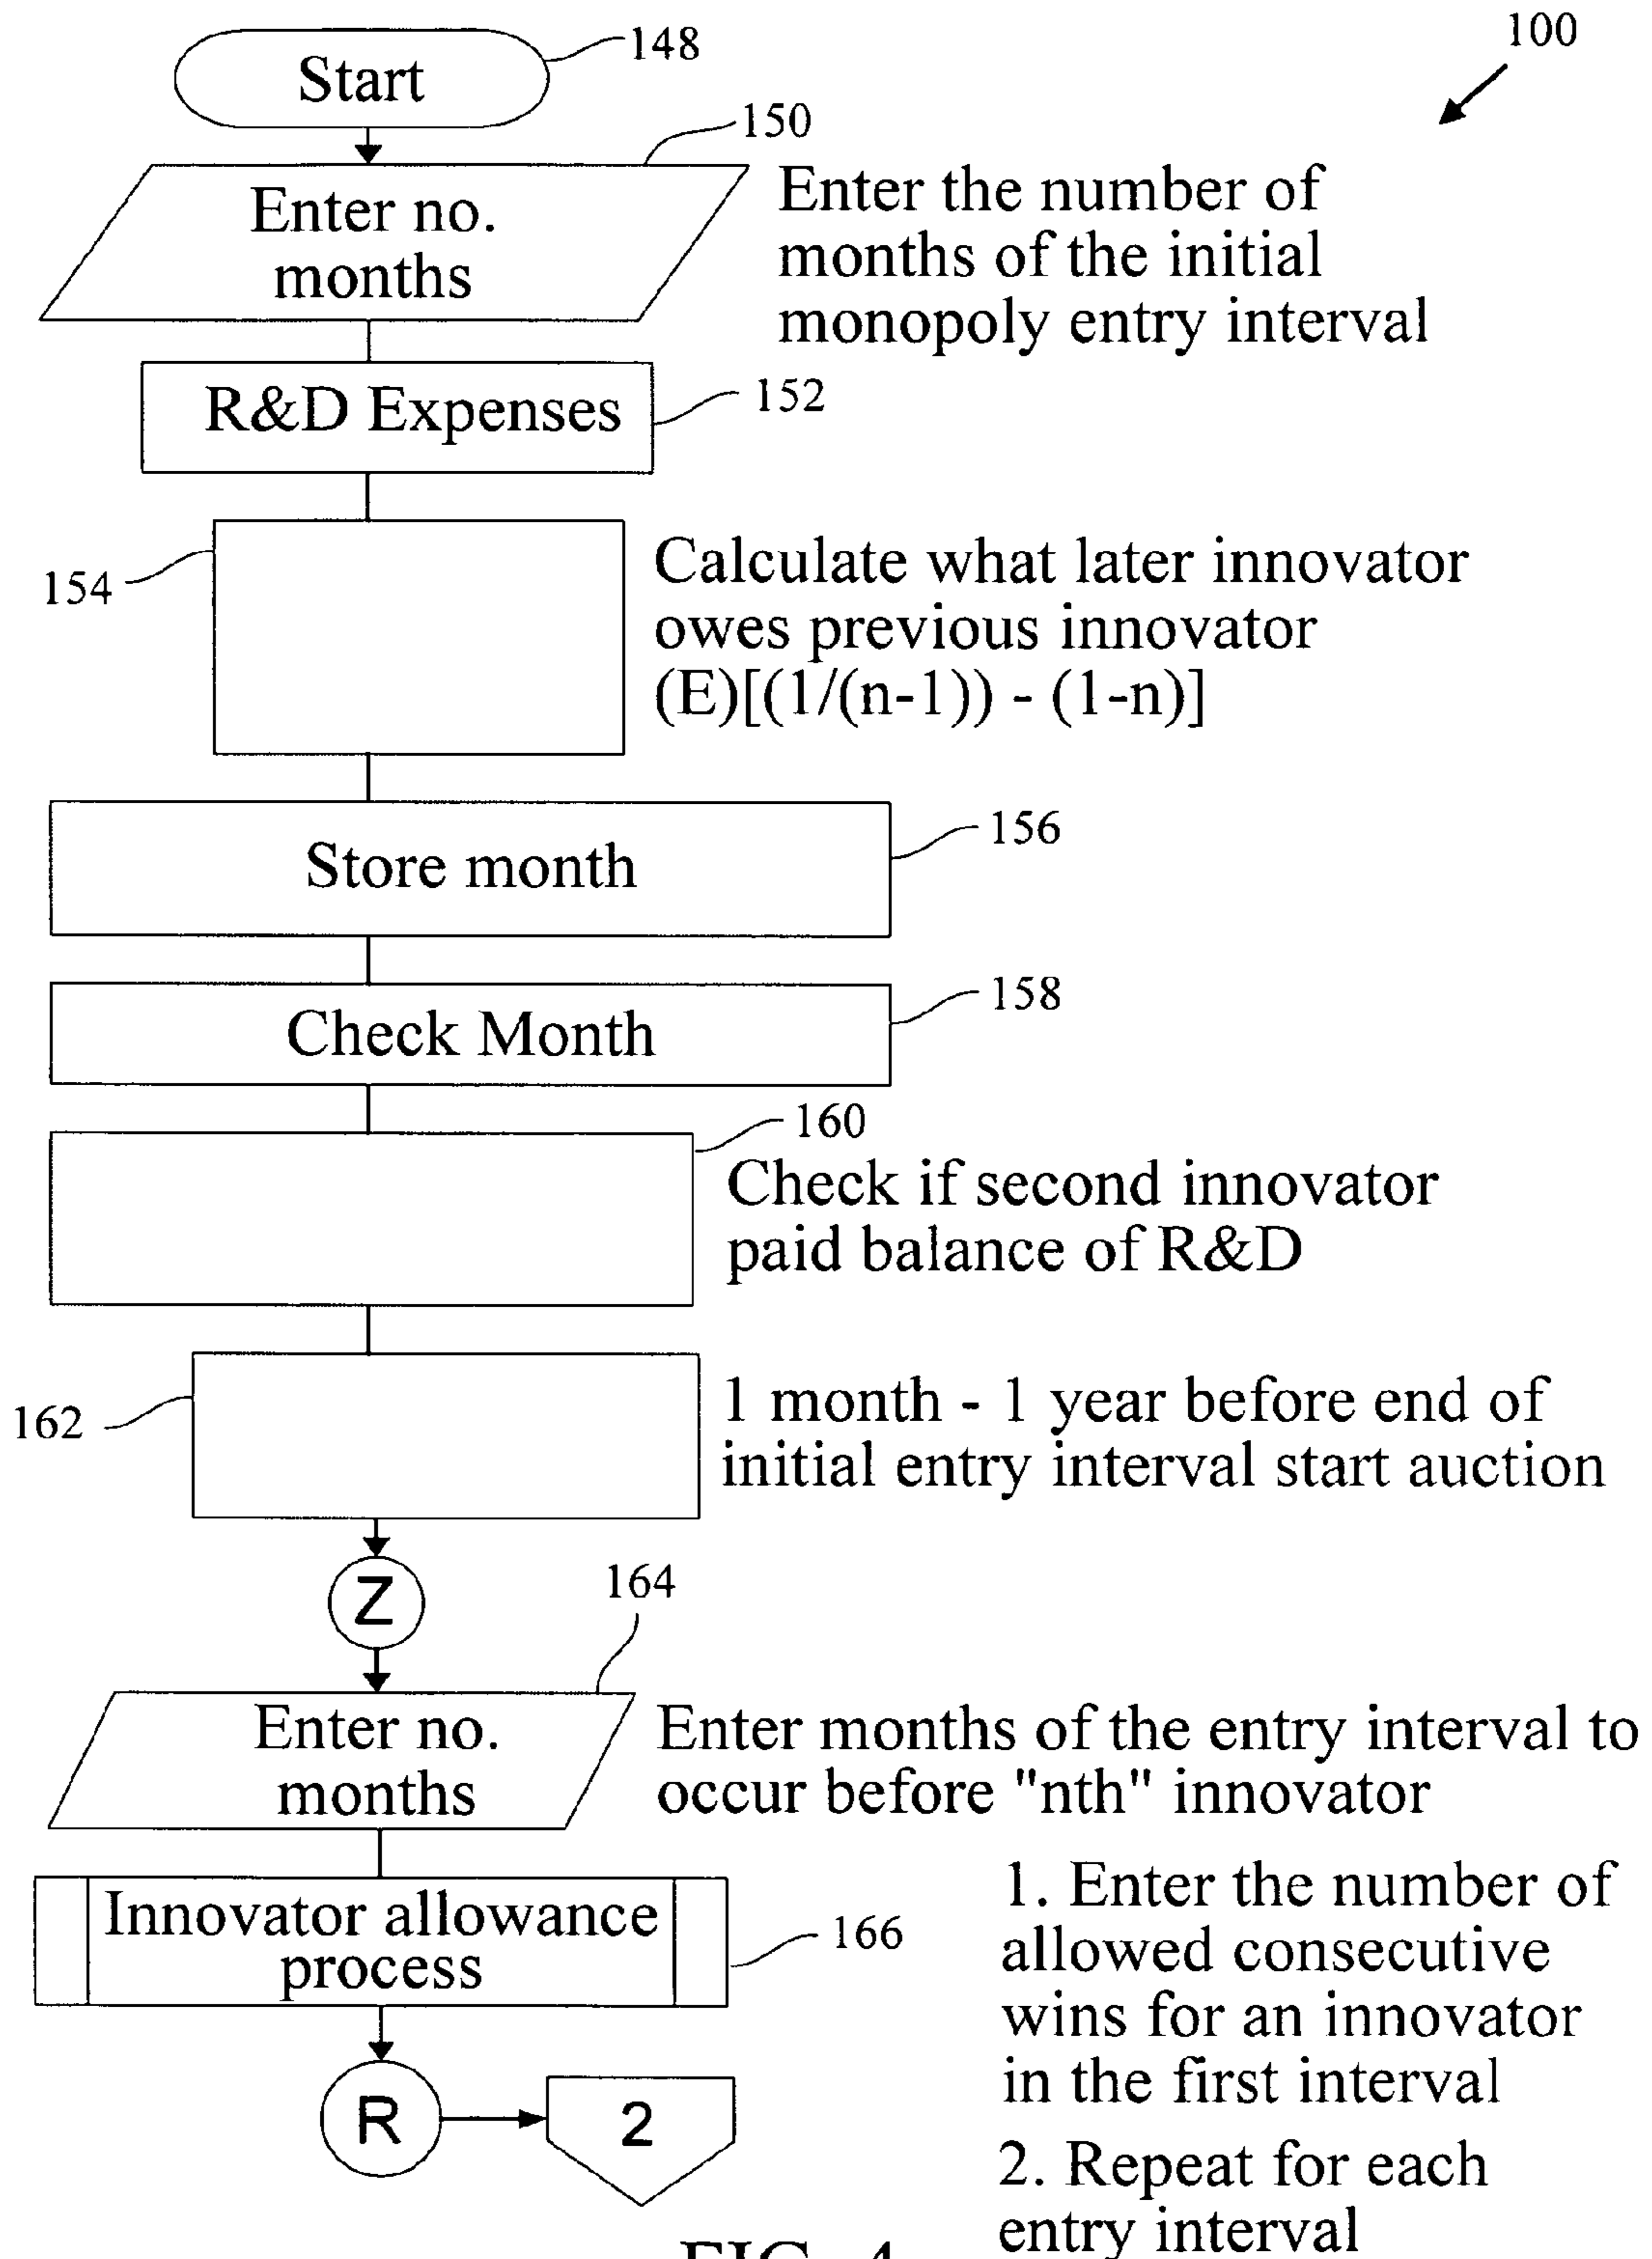 100
Start
148
150
Enter no.
months
Enter the number of
months of the initial
monopoly entry interval
R&D Expenses
152
154
Calculate what later innovator
owes previous innovator
(E)[(1/(n-1)) - (1-n)]
Store month
156
Check Month
158
160
Check if second innovator
paid balance of R&D
162
1 month - 1 year before end of
initial entry interval start auction
Z
164
Enter no.
months
Enter months of the entry interval to
occur before "nth" innovator
Innovator allowance
process
166
1. Enter the number of
allowed consecutive
wins for an innovator
in the first interval
2. Repeat for each
entry interval
R
2
FIG. 4